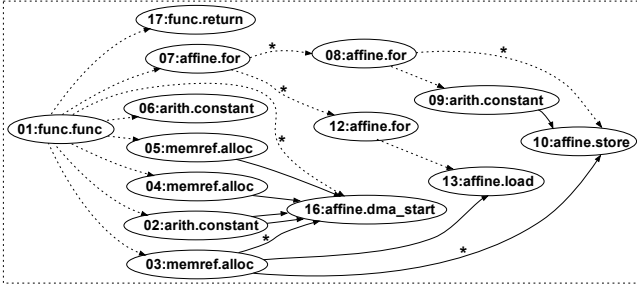 17:func.return
07:affine.for
*
08:affine.for
*
06:arith.constant
*
09:arith.constant
01:func.func
*
12:affine.for
10:affine.store
05:memref.alloc
04:memref.alloc
13:affine.load
16:affine.dma_start
02:arith.constant
*
*
03:memref.alloc